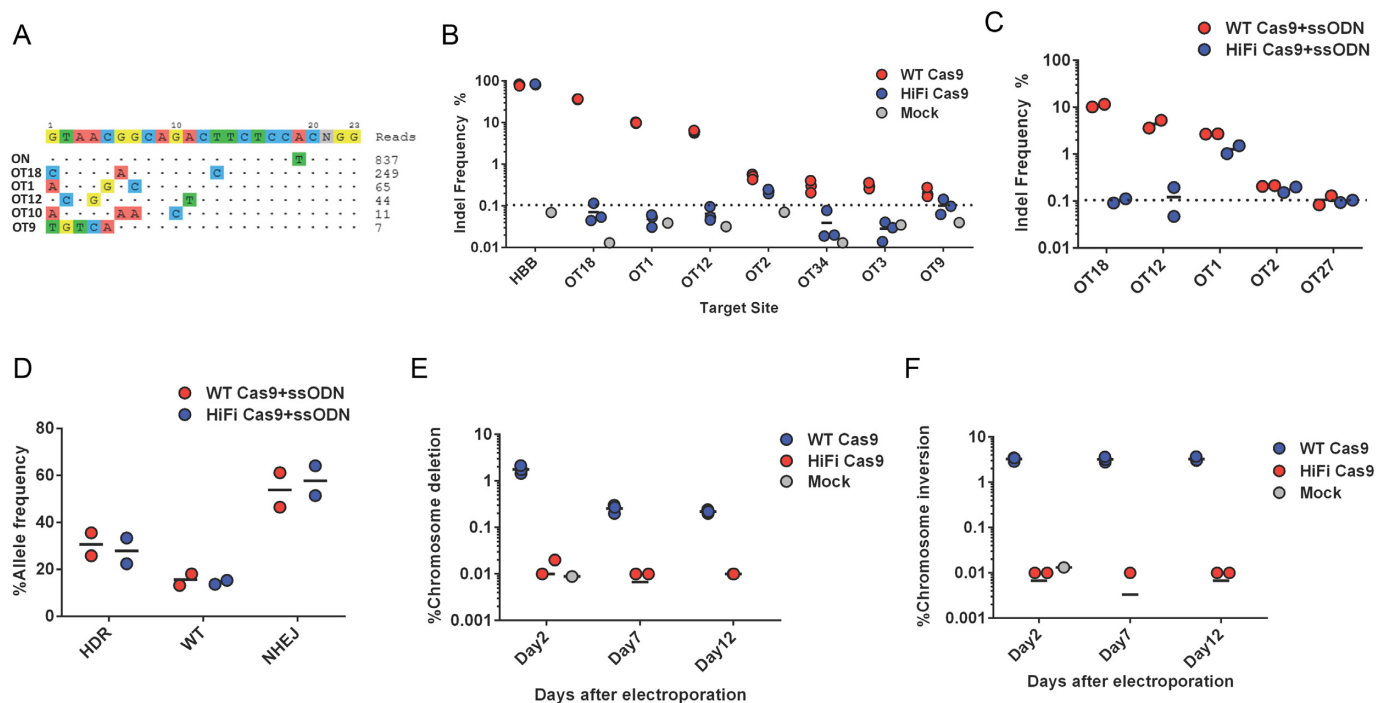 A
1 10 20 23
GTAACGGCAGACTTCTCCACNGG Reads
ON ··················T···· 837
OT18 C·····A······C········· 249
OT1 A····G·C··············· 65
OT12 ·C·G·······T··········· 44
OT10 A·····AA··C············ 11
OT9 TGTCA·················· 7
B
WT Cas9
HiFi Cas9
Mock
Indel Frequency %
100
10
1
0.1
0.01
HBB OT18 OT1 OT12 OT2 OT34 OT3 OT9
Target Site
C
WT Cas9+ssODN
HiFi Cas9+ssODN
Indel Frequency %
100
10
1
0.1
0.01
OT18 OT12 OT1 OT2 OT27
D
WT Cas9+ssODN
HiFi Cas9+ssODN
%Allele frequency
80
60
40
20
0
HDR WT NHEJ
E
WT Cas9
HiFi Cas9
Mock
%Chromosome deletion
10
1
0.1
0.01
0.001
Day2 Day7 Day12
Days after electroporation
F
WT Cas9
HiFi Cas9
Mock
%Chromosome inversion
10
1
0.1
0.01
0.001
Day2 Day7 Day12
Days after electroporation